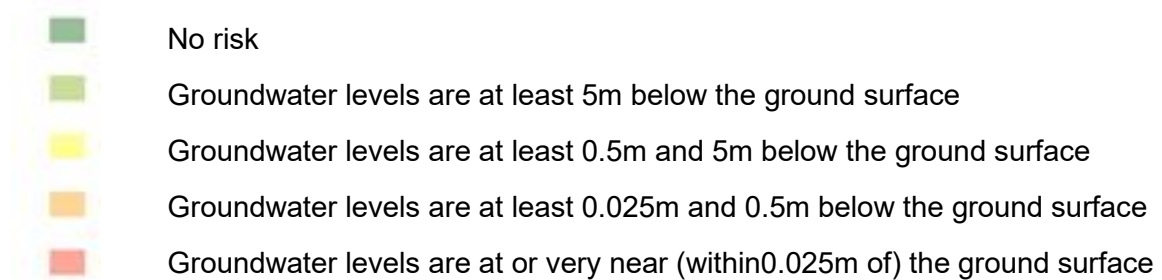 No risk
Groundwater levels are at least 5m below the ground surface
Groundwater levels are at least 0.5m and 5m below the ground surface
Groundwater levels are at least 0.025m and 0.5m below the ground surface
Groundwater levels are at or very near (within0.025m of) the ground surface